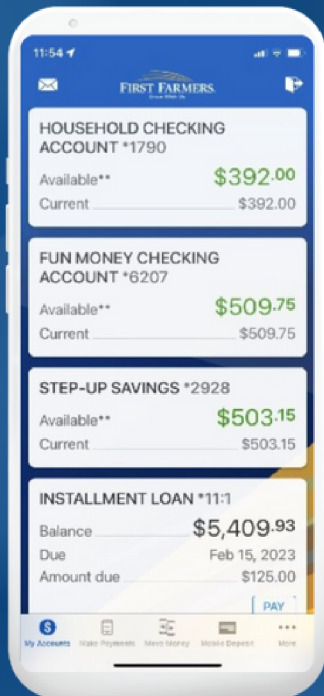 11:54
FIRST FARMERS
HOUSEHOLD CHECKING
ACCOUNT *1790
Available** $392.00
Current $392.00
FUN MONEY CHECKING
ACCOUNT *6207
Available** $509.75
Current $509.75
STEP-UP SAVINGS *2928
Available** $503.15
Current $503.15
INSTALLMENT LOAN *11:1
Balance $5,409.93
Due Feb 15, 2023
Amount due $125.00
PAY
My Accounts Make Payments Move Money Mobile Deposit More